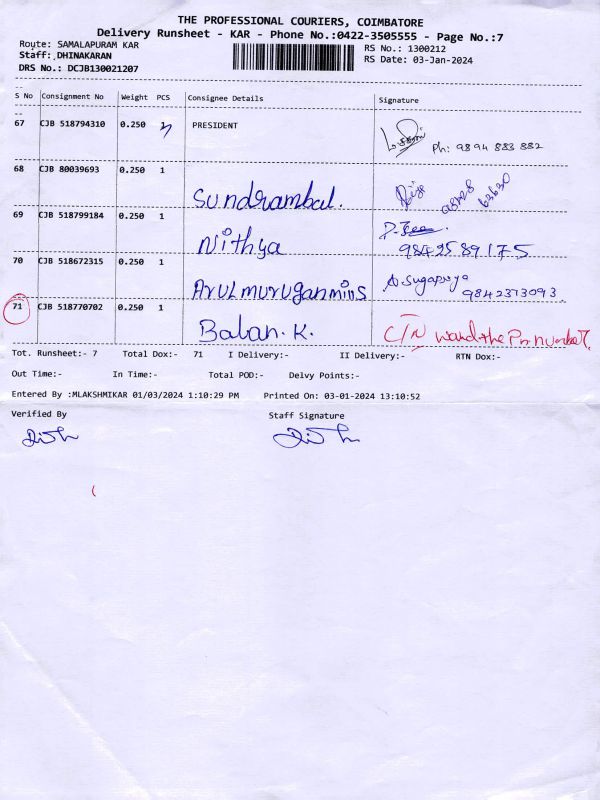 THE PROFESSIONAL COURIERS, COIMBATORE
Delivery Runsheet - KAR - Phone No.:0422-3505555 - Page No.:7
Route: SAMALAPURAM KAR
RS No.: 1300212
Staff: DHINAKARAN
RS Date: 03-Jan-2024
DRS No.: DCJB130021207
S No Consignment No Weight PCS Consignee Details Signature
67 CJB 518794310 0.250 PRESIDENT Ph: 9894 883 882
68 CJB 80039693 0.250 1 Sundrambal.
69 CJB 518799184 0.250 1 Nithya 98425 89175
70 CJB 518672315 0.250 1 Arulmuruganmills A.Sugapriya 9842373093
71 CJB 518770702 0.250 1 Balan. K. C/N
Tot. Runsheet:- 7 Total Dox:- 71 I Delivery:- II Delivery:- RTN Dox:-
Out Time:- In Time:- Total POD:- Delvy Points:-
Entered By :MLAKSHMIKAR 01/03/2024 1:10:29 PM Printed On: 03-01-2024 13:10:52
Verified By Staff Signature